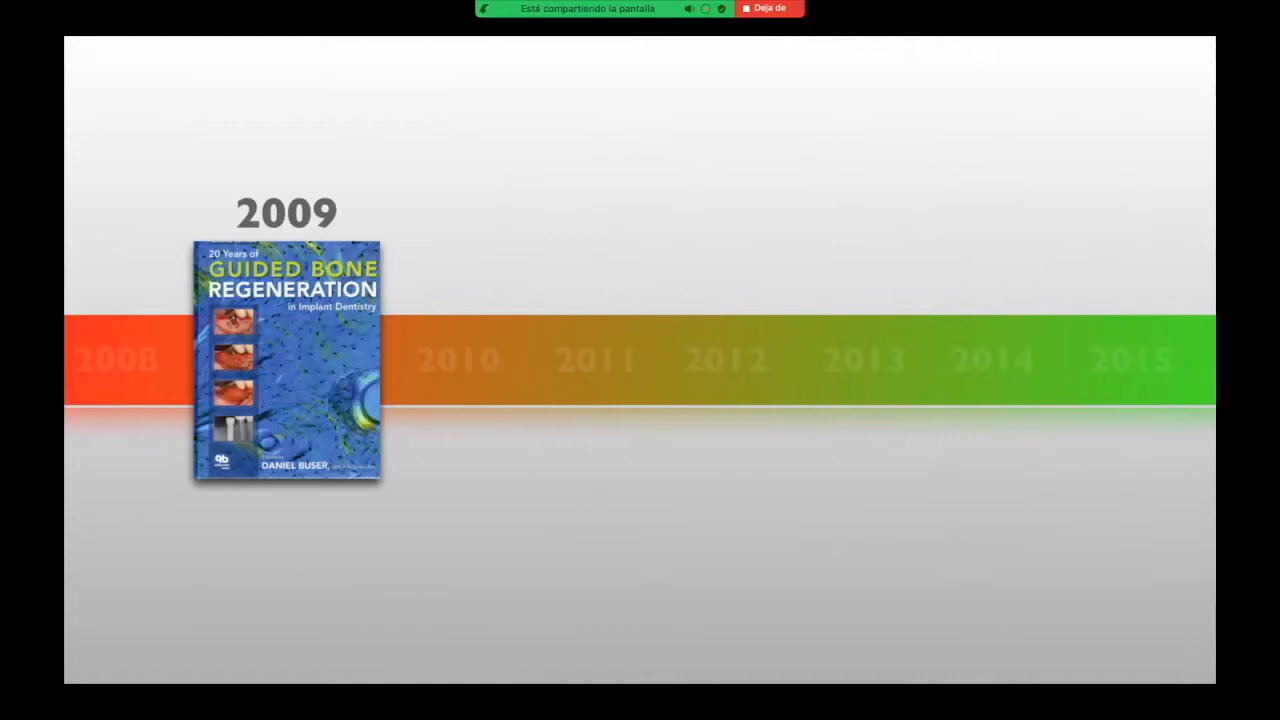 Está compartiendo la pantalla
Deja de
2009
20 Years of
GUIDED BONE
REGENERATION
in Implant Dentistry
DANIEL BUSER,
2008
2010
2011
2012
2013
2014
2015